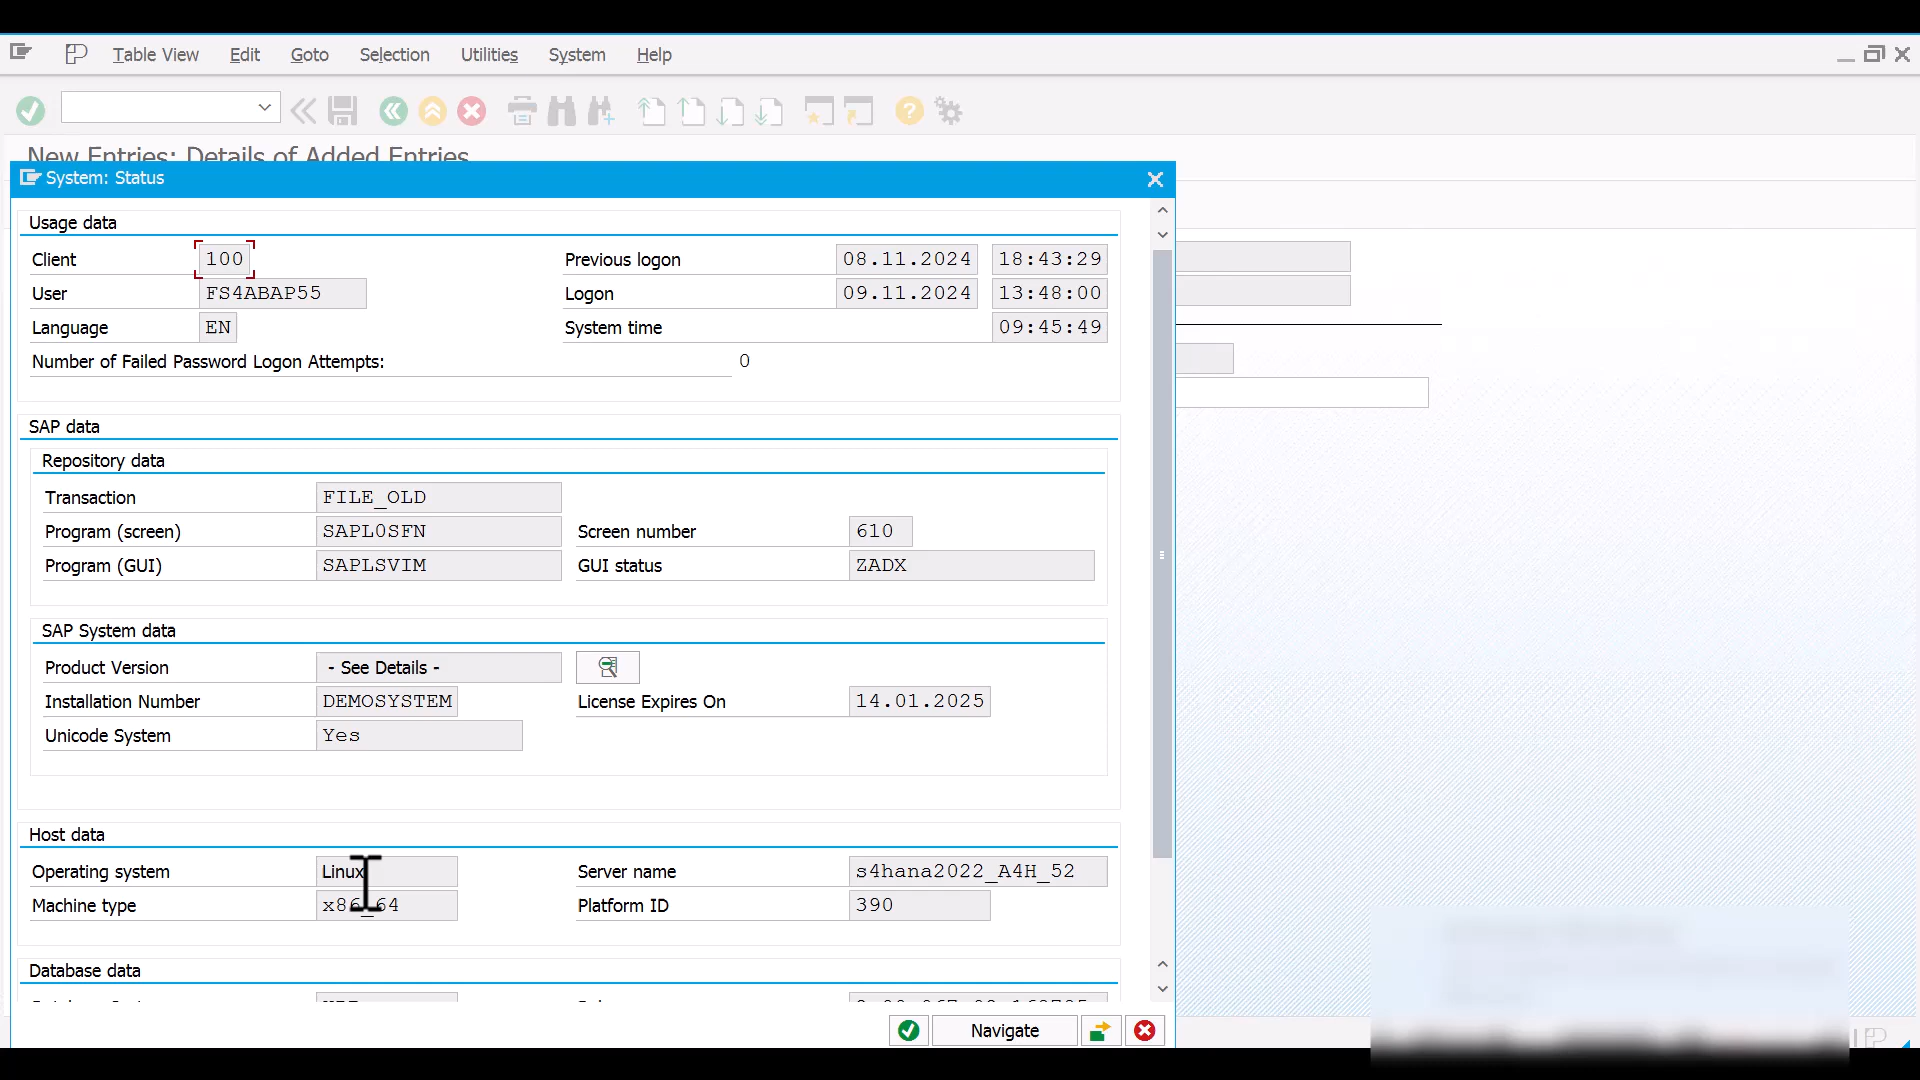 Table View Edit Goto Selection Utilities System Help
New Entries: Details of Added Entries
System: Status
Usage data
Client 100 Previous logon 08.11.2024 18:43:29
User FS4ABAP55 Logon 09.11.2024 13:48:00
Language EN System time 09:45:49
Number of Failed Password Logon Attempts: 0
SAP data
Repository data
Transaction FILE_OLD
Program (screen) SAPL0SFN Screen number 610
Program (GUI) SAPLSVIM GUI status ZADX
SAP System data
Product Version - See Details -
Installation Number DEMOSYSTEM License Expires On 14.01.2025
Unicode System Yes
Host data
Operating system Linux Server name s4hana2022_A4H_52
Machine type x86_64 Platform ID 390
Database data
Navigate